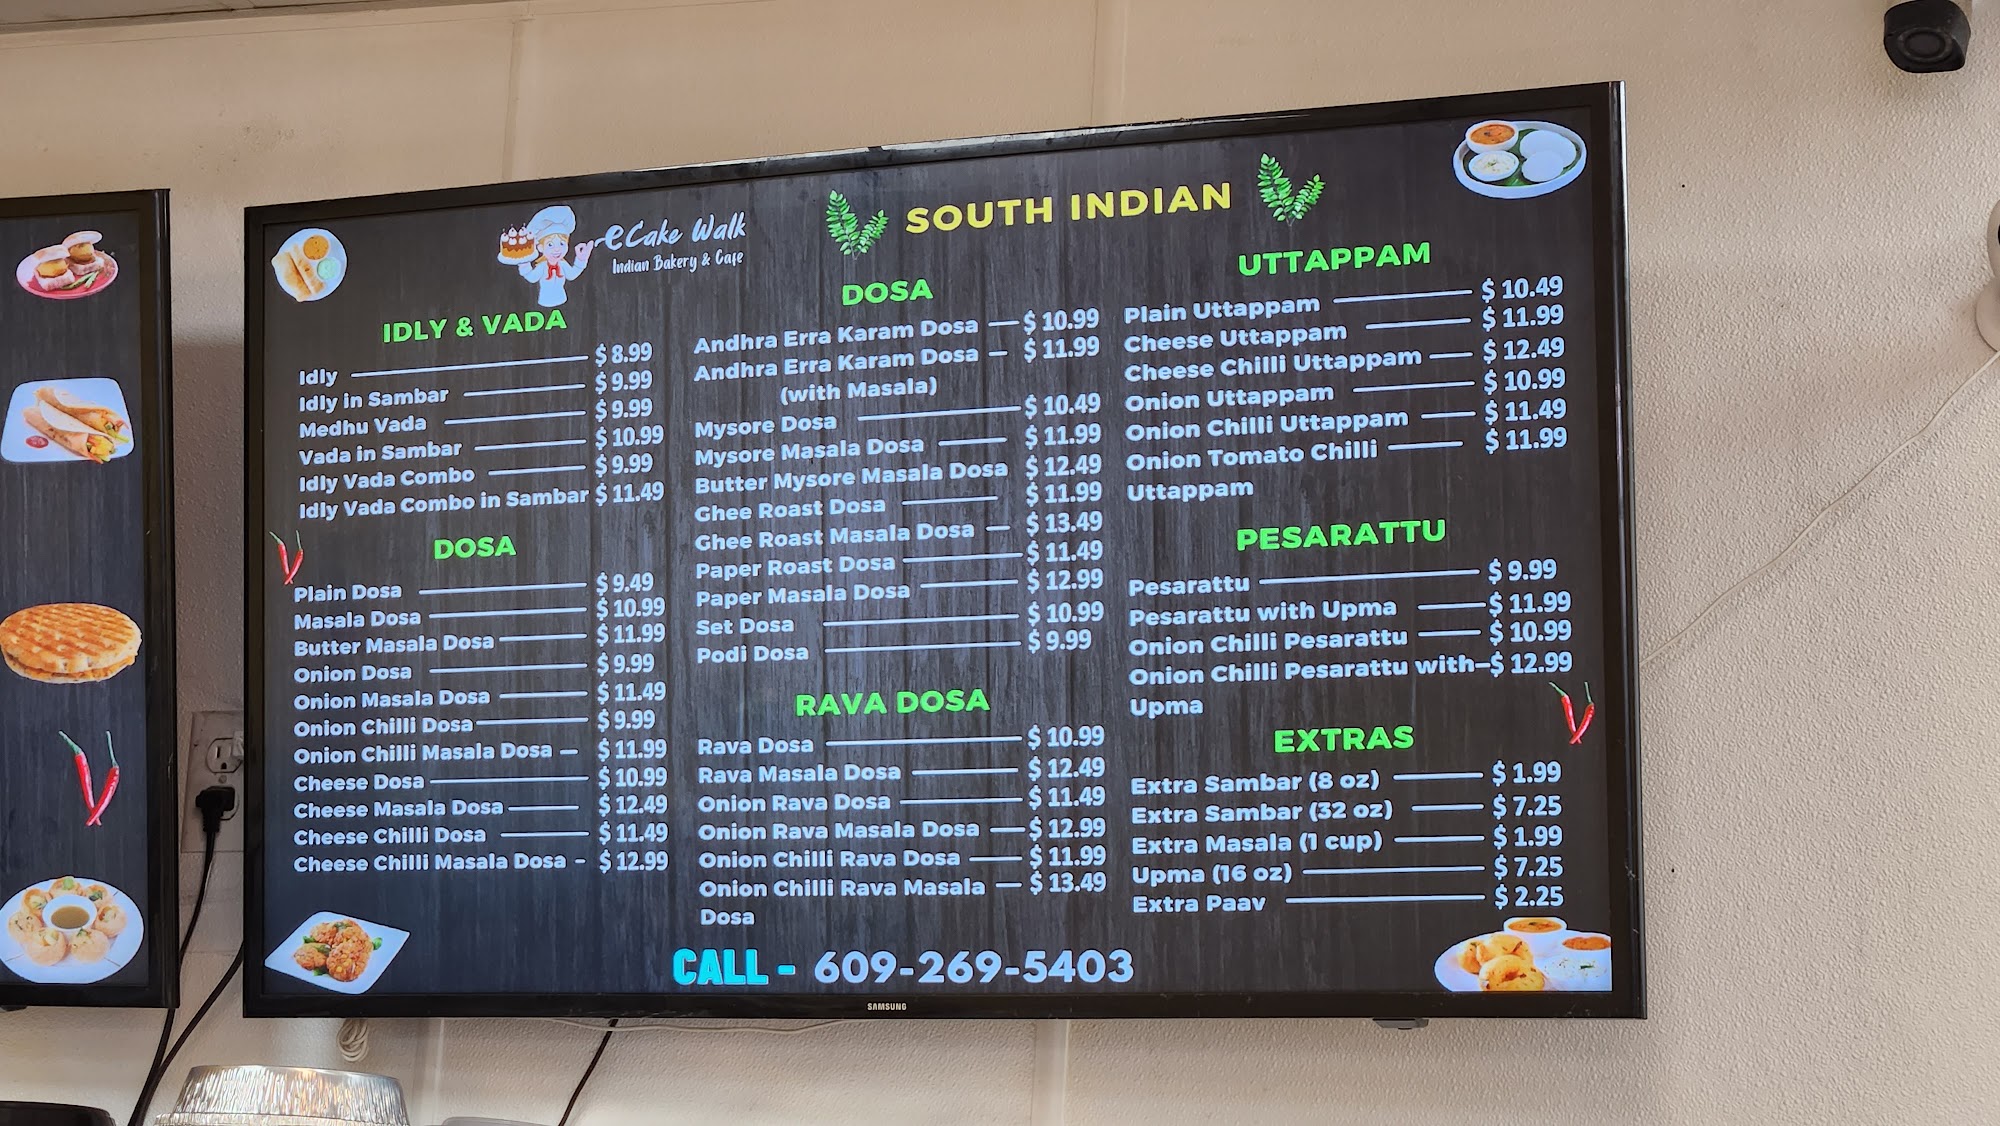 eCake Walk
Indian Bakery & Cafe
SOUTH INDIAN
IDLY & VADA
Idly $ 8.99
Idly in Sambar $ 9.99
Medhu Vada $ 9.99
Vada in Sambar $ 10.99
Idly Vada Combo $ 9.99
Idly Vada Combo in Sambar $ 11.49
DOSA
Plain Dosa $ 9.49
Masala Dosa $ 10.99
Butter Masala Dosa $ 11.99
Onion Dosa $ 9.99
Onion Masala Dosa $ 11.49
Onion Chilli Dosa $ 9.99
Onion Chilli Masala Dosa $ 11.99
Cheese Dosa $ 10.99
Cheese Masala Dosa $ 12.49
Cheese Chilli Dosa $ 11.49
Cheese Chilli Masala Dosa - $ 12.99
DOSA
Andhra Erra Karam Dosa $ 10.99
Andhra Erra Karam Dosa $ 11.99
(with Masala)
Mysore Dosa $ 10.49
Mysore Masala Dosa $ 11.99
Butter Mysore Masala Dosa $ 12.49
Ghee Roast Dosa $ 11.99
Ghee Roast Masala Dosa $ 13.49
Paper Roast Dosa $ 11.49
Paper Masala Dosa $ 12.99
Set Dosa $ 10.99
Podi Dosa $ 9.99
RAVA DOSA
Rava Dosa $ 10.99
Rava Masala Dosa $ 12.49
Onion Rava Dosa $ 11.49
Onion Rava Masala Dosa $ 12.99
Onion Chilli Rava Dosa $ 11.99
Onion Chilli Rava Masala $ 13.49
Dosa
UTTAPPAM
Plain Uttappam $ 10.49
Cheese Uttappam $ 11.99
Cheese Chilli Uttappam $ 12.49
Onion Uttappam $ 10.99
Onion Chilli Uttappam $ 11.49
Onion Tomato Chilli $ 11.99
Uttappam
PESARATTU
Pesarattu $ 9.99
Pesarattu with Upma $ 11.99
Onion Chilli Pesarattu $ 10.99
Onion Chilli Pesarattu with $ 12.99
Upma
EXTRAS
Extra Sambar (8 oz) $ 1.99
Extra Sambar (32 oz) $ 7.25
Extra Masala (1 cup) $ 1.99
Upma (16 oz) $ 7.25
Extra Paav $ 2.25
CALL - 609-269-5403
SAMSUNG